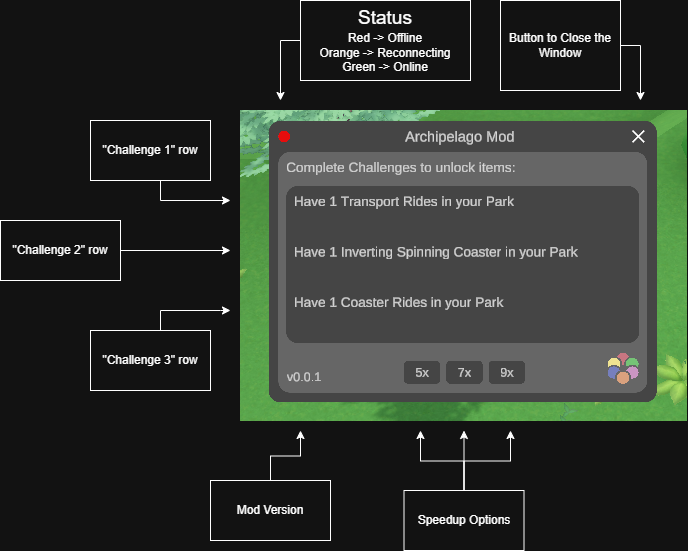 Status
Red -> Offline
Orange -> Reconnecting
Green -> Online
Button to Close the
Window
"Challenge 1" row
"Challenge 2" row
"Challenge 3" row
Archipelago Mod
Complete Challenges to unlock items:
Have 1 Transport Rides in your Park
Have 1 Inverting Spinning Coaster in your Park
Have 1 Coaster Rides in your Park
v0.0.1
5x
7x
9x
Mod Version
Speedup Options